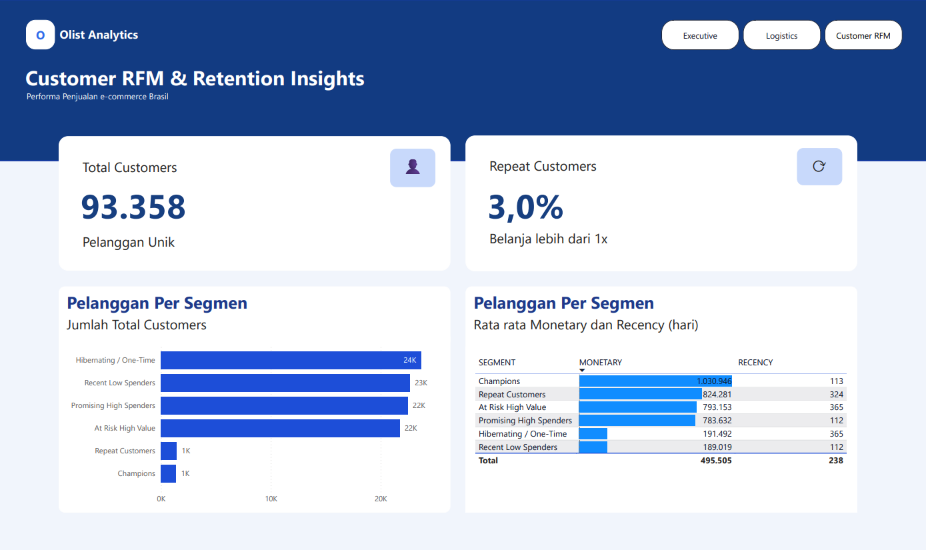 O Olist Analytics
Executive
Logistics
Customer RFM
Customer RFM & Retention Insights
Performa Penjualan e-commerce Brasil
Total Customers
93.358
Pelanggan Unik
Repeat Customers
3,0%
Belanja lebih dari 1x
Pelanggan Per Segmen
Jumlah Total Customers
Hibernating / One-Time 24K
Recent Low Spenders 23K
Promising High Spenders 22K
At Risk High Value 22K
Repeat Customers 1K
Champions 1K
0K 10K 20K
Pelanggan Per Segmen
Rata rata Monetary dan Recency (hari)
SEGMENT MONETARY RECENCY
Champions 1.030.946 113
Repeat Customers 824.281 324
At Risk High Value 793.153 365
Promising High Spenders 783.632 112
Hibernating / One-Time 191.492 365
Recent Low Spenders 189.019 112
Total 495.505 238